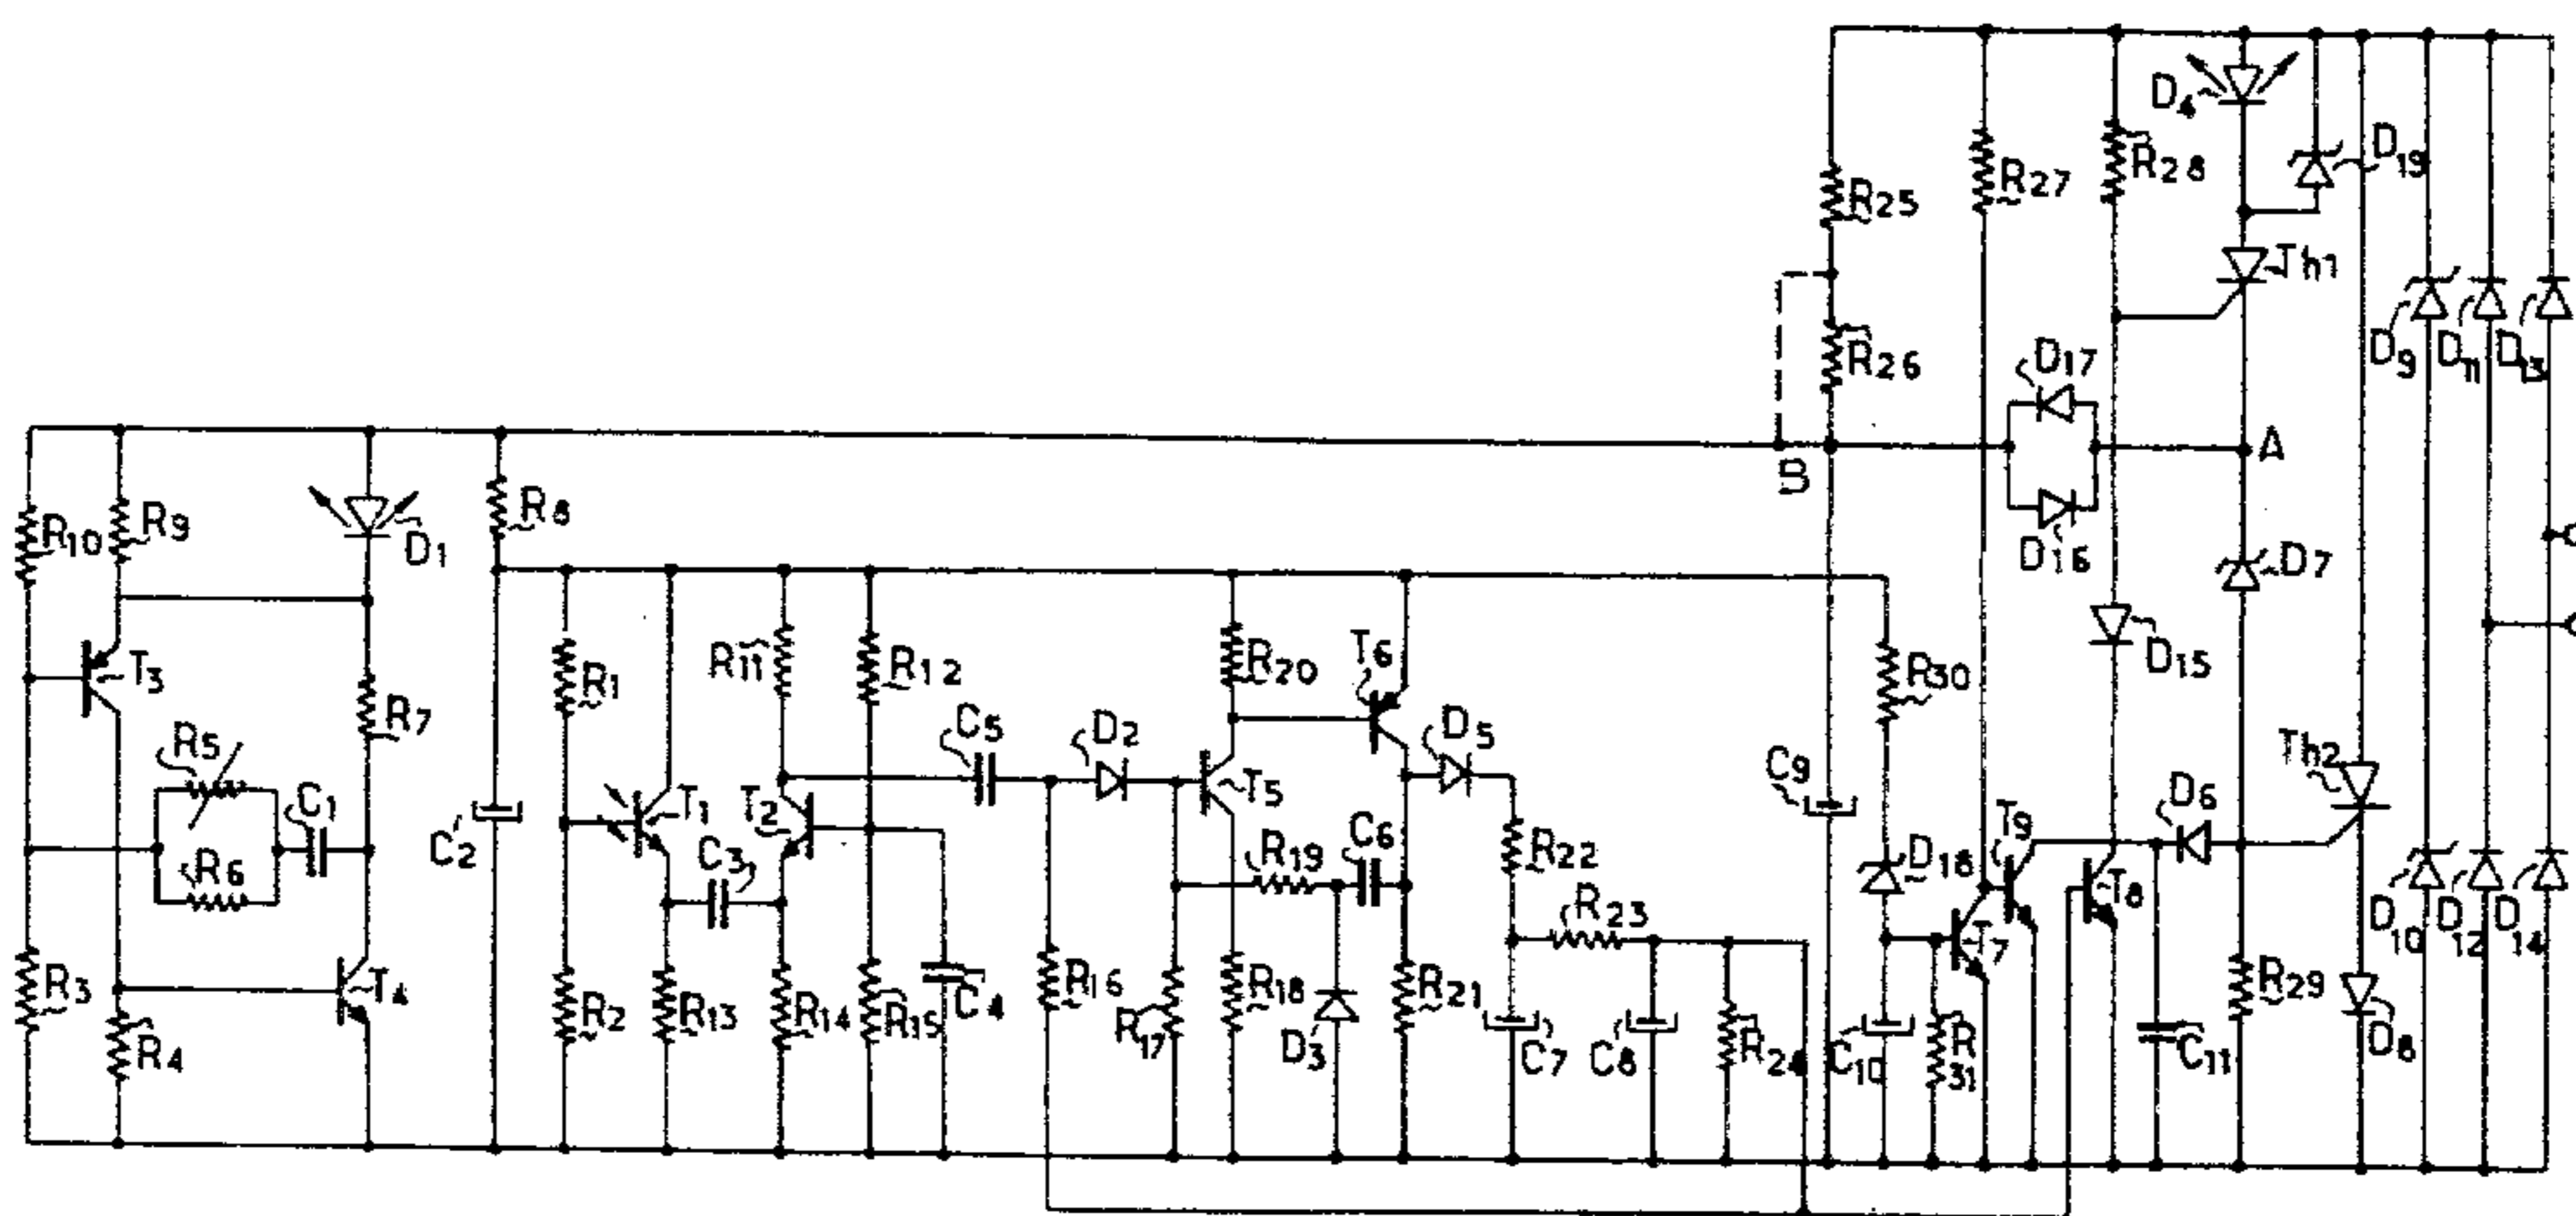 D4
D19
R25
R27
R28
Th1
R26
D17
D9
D11
D13
A
B
R10
R9
D1
R8
D16
D7
T3
R1
R11
R12
R20
T6
R30
D15
R7
R5
C1
C5
D2
D5
Th2
C2
T1
T2
T5
C9
T9
D6
R6
C3
R19
C6
R22
D18
T8
R23
T7
D10
D12
D14
R3
T4
R2
R13
R14
R15
C4
R16
R17
R18
R21
R29
R4
D3
C7
C8
R24
C10
R31
C11
D8